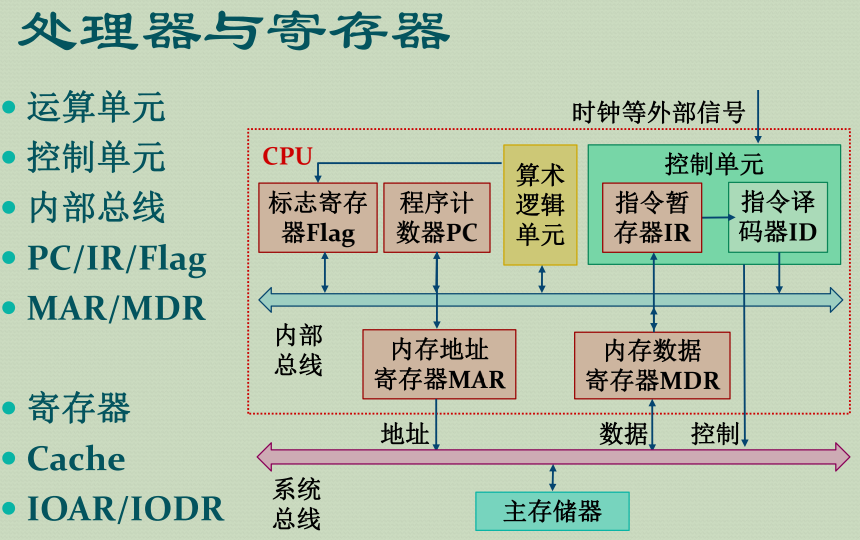 处理器与寄存器
运算单元
控制单元
内部总线
PC/IR/Flag
MAR/MDR
寄存器
Cache
IOAR/IODR
时钟等外部信号
CPU
标志寄存
器Flag
程序计
数器PC
算术
逻辑
单元
控制单元
指令暂
存器IR
指令译
码器ID
内部
总线
内存地址
寄存器MAR
内存数据
寄存器MDR
地址
数据
控制
系统
总线
主存储器